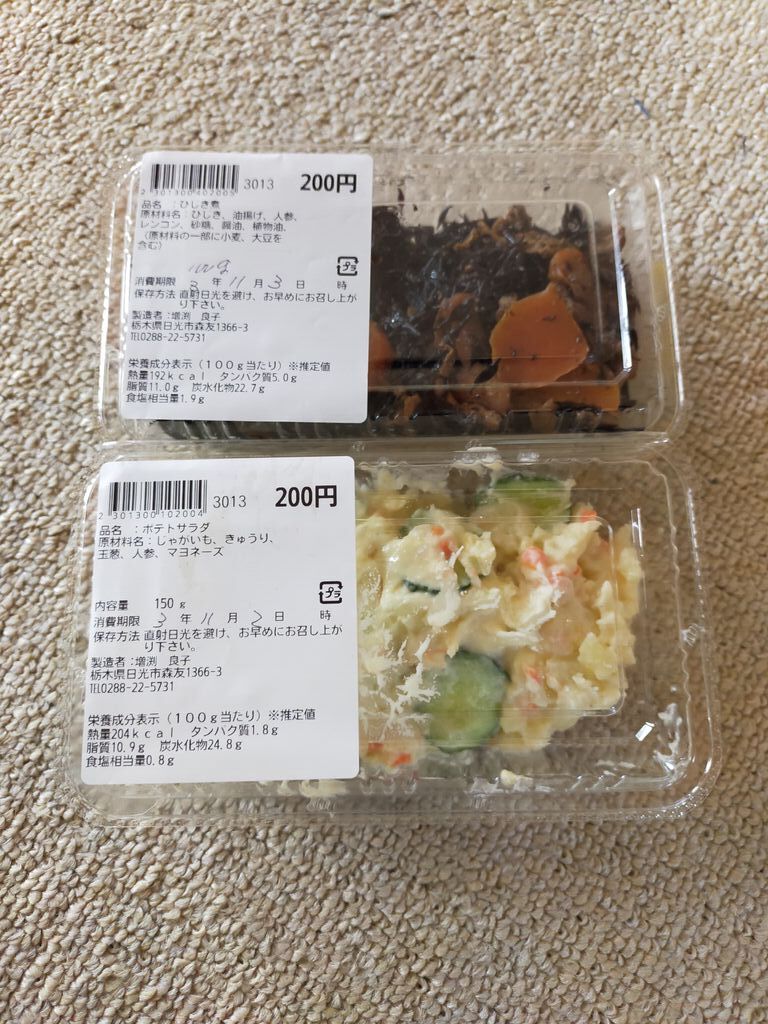 2 301300 402005 3013 200円
品名 :ひじき煮
原材料名:ひじき、油揚げ、人参、
レンコン、砂糖、醤油、植物油、
(原材料の一部に小麦、大豆を
含む)
100g
プラ
消費期限 3 年 11 月 3 日 時
保存方法 直射日光を避け、お早めにお召し上が
り下さい。
製造者:増渕 良子
栃木県日光市森友1366-3
TEL0288-22-5731
栄養成分表示(100g当たり)※推定値
熱量192kcal タンパク質5.0g
脂質11.0g 炭水化物22.7g
食塩相当量1.9g
2 301300 102004 3013 200円
品名 :ポテトサラダ
原材料名:じゃがいも、きゅうり、
玉葱、人参、マヨネーズ
プラ
内容量 150g
消費期限 3 年 11 月 2 日 時
保存方法 直射日光を避け、お早めにお召し上が
り下さい。
製造者:増渕 良子
栃木県日光市森友1366-3
TEL0288-22-5731
栄養成分表示(100g当たり)※推定値
熱量204kcal タンパク質1.8g
脂質10.9g 炭水化物24.8g
食塩相当量0.8g